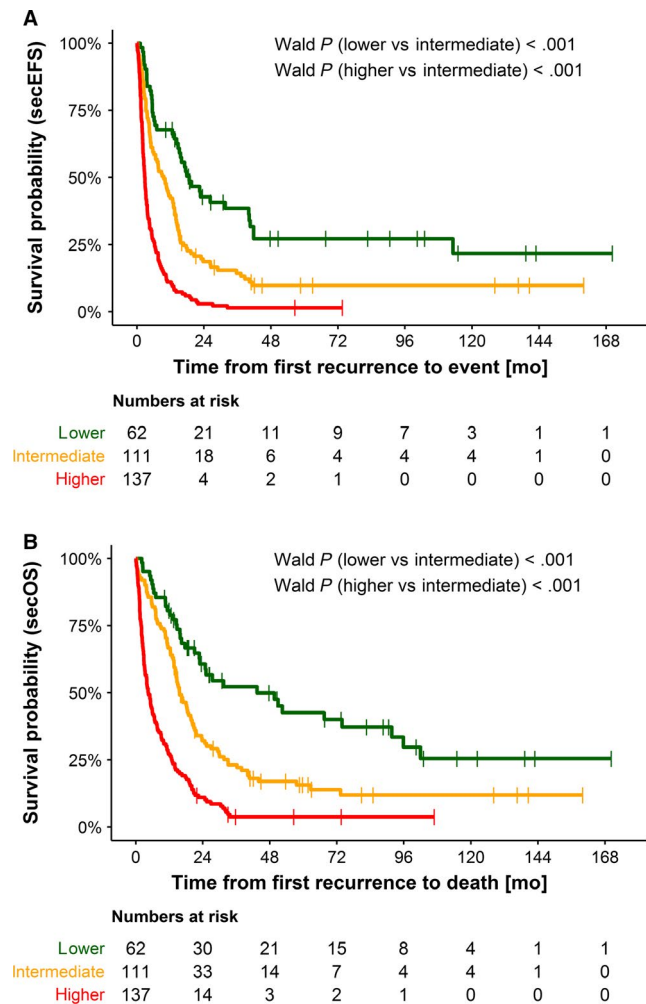 A
Wald P (lower vs intermediate) < .001
Wald P (higher vs intermediate) < .001
Survival probability (secEFS)
100%
75%
50%
25%
0%
0 24 48 72 96 120 144 168
Time from first recurrence to event [mo]
Numbers at risk
Lower 62 21 11 9 7 3 1 1
Intermediate 111 18 6 4 4 4 1 0
Higher 137 4 2 1 0 0 0 0
B
Wald P (lower vs intermediate) < .001
Wald P (higher vs intermediate) < .001
Survival probability (secOS)
100%
75%
50%
25%
0%
0 24 48 72 96 120 144 168
Time from first recurrence to death [mo]
Numbers at risk
Lower 62 30 21 15 8 4 1 1
Intermediate 111 33 14 7 4 4 1 0
Higher 137 14 3 2 1 0 0 0